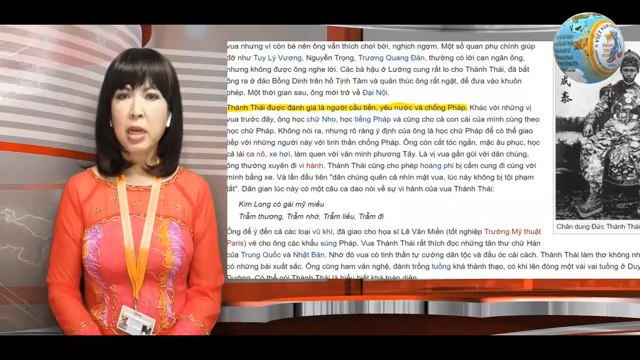 vua nhưng vì còn bé nên ông vẫn thích chơi bời, nghịch ngợm. Một số quan phụ chính giúp
đỡ như Tuy Lý Vương, Nguyễn Trọng, Trương Quang Đản, thường có lời can ngăn ông,
nhưng không được ông nghe lời. Các bà hậu ở Lưỡng cung rất lo cho Thành Thái, đã bắt
ông ra ở đảo Bồng Dinh trên hồ Tịnh Tâm và quản thúc ông rất ngặt, để đưa vào khuôn
phép. Một thời gian sau, ông mới trở về Đại Nội.
Thành Thái được đánh giá là người cầu tiến, yêu nước và chống Pháp. Khác với những vị
vua trước đây, ông học chữ Nho, học tiếng Pháp và cũng cho cả con cái của mình cùng theo
học chữ Pháp. Không nói ra, nhưng rõ ràng ý định của ông là học chữ Pháp để có thể giao
tiếp với những người này với tinh thần chống Pháp. Ông còn cắt tóc ngắn, mặc âu phục, học
cả lái ca nô, xe hơi, làm quen với văn minh phương Tây. Là vị vua gần gũi với dân chúng,
ông thường xuyên đi vi hành. Thành Thái cũng cho phép hoàng phi bị cấm cung đi cùng với
mình bằng xe. Và lần đầu tiên "dân chúng quên cả nhìn mặt vua, lúc này không bị tội phạm
tất". Dân gian lúc này có một câu ca dao nói về sự vi hành của vua Thành Thái:
Kim Long có gái mỹ miều
Trẫm thương, Trẫm nhớ, Trẫm liều, Trẫm đi
Ông để ý đến cả các loại vũ khí, đã giao cho họa sĩ Lê Văn Miến (tốt nghiệp Trường Mỹ thuật
Paris) vẽ cho ông các khẩu súng Pháp. Vua Thành Thái rất thích đọc những tân thư chữ Hán
của Trung Quốc và Nhật Bản. Nhờ đó vua có tinh thần tự cường dân tộc và đầu óc cải cách. Thành Thái làm thơ không nh
có những bài xuất sắc. Ông cũng ham văn nghệ, đánh trống tuồng khá thành thạo, có khi lên đóng một vài vai tuồng ở Duy
Dương. Có thể nói Thành Thái là hiểu biết khá toàn diện.
成
泰
Chân dung Đức Thành Thái